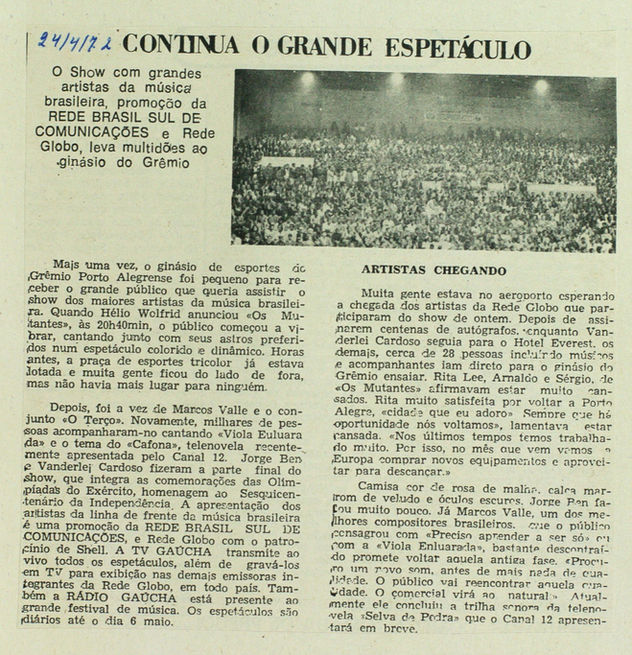 24/4/72 CONTINUA O GRANDE ESPETÁCULO
O Show com grandes
artistas da música
brasileira, promoção da
REDE BRASIL SUL DE
COMUNICAÇÕES e Rede
Globo, leva multidões ao
ginásio do Grêmio
Mais uma vez, o ginásio de esportes do
Grêmio Porto Alegrense foi pequeno para re-
ceber o grande público que queria assistir o
show dos maiores artistas da música brasilei-
ra. Quando Hélio Wolfrid anunciou «Os Mu
tantes», às 20h40min, o público começou a vi-
brar, cantando junto com seus astros preferi-
dos num espetáculo colorido e dinâmico. Horas
antes, a praça de esportes tricolor já estava
lotada e muita gente ficou do lado de fora,
mas não havia mais lugar para ninguém.
Depois, foi a vez de Marcos Valle e o con-
junto «O Terço». Novamente, milhares de pes-
soas acompanharam-no cantando «Viola Eluara
da» e o tema do «Cafona», telenovela recente-
mente apresentada pelo Canal 12. Jorge Ben
e Vanderlei Cardoso fizeram a parte final do
show, que integra as comemorações das Olim-
píadas do Exército, homenagem ao Sesquicen-
tenário da Independência. A apresentação dos
artistas da linha de frente da música brasileira
é uma promoção da REDE BRASIL SUL DE
COMUNICAÇÕES, e Rede Globo com o patro-
cínio de Shell. A TV GAÚCHA transmite ao
vivo todos os espetáculos, além de gravá-los
em TV para exibição nas demais emissoras in-
tegrantes da Rede Globo, em todo país. Tam-
bém a RÁDIO GAÚCHA está presente ao
grande festival de música. Os espetáculos são
diários até o dia 6 maio.
ARTISTAS CHEGANDO
Muita gente estava no aeroporto esperando
a chegada dos artistas da Rede Globo que par-
ticiparam do show de ontem. Depois de assi-
narem centenas de autógrafos, enquanto Van-
derlei Cardoso seguia para o Hotel Everest, os
demais, cerca de 28 pessoas incluindo músicos
e acompanhantes iam direto para o ginásio do
Grêmio ensaiar. Rita Lee, Arnaldo e Sérgio, de
«Os Mutantes» afirmavam estar muito can-
sados. Rita muito satisfeita por voltar a Porto
Alegre, «cidade que eu adoro» Sempre que há
oportunidade nós voltamos», lamentava estar
cansada. «Nos últimos tempos temos trabalha-
do muito. Por isso, no mês que vem vamos a
Europa comprar novos equipamentos e aprovei-
tar para descançar.»
Camisa cor de rosa de malha, calça mar-
rom de veludo e óculos escuros, Jorge Ben fa-
lou muito pouco. Já Marcos Valle, um dos me-
lhores compositores brasileiros, que o público
consagrou com «Preciso aprender a ser só» ou
com a «Viola Enluarada», bastante descontraí-
do promete voltar aquela antiga fase. «Procu-
ro um novo som, antes de mais nada de qua-
lidade. O público vai reencontrar aquela qua-
lidade. O comercial virá ao natural» Atual-
mente ele concluiu a trilha sonora da teleno-
vela «Selva de Pedra» que o Canal 12 apresen-
tará em breve.